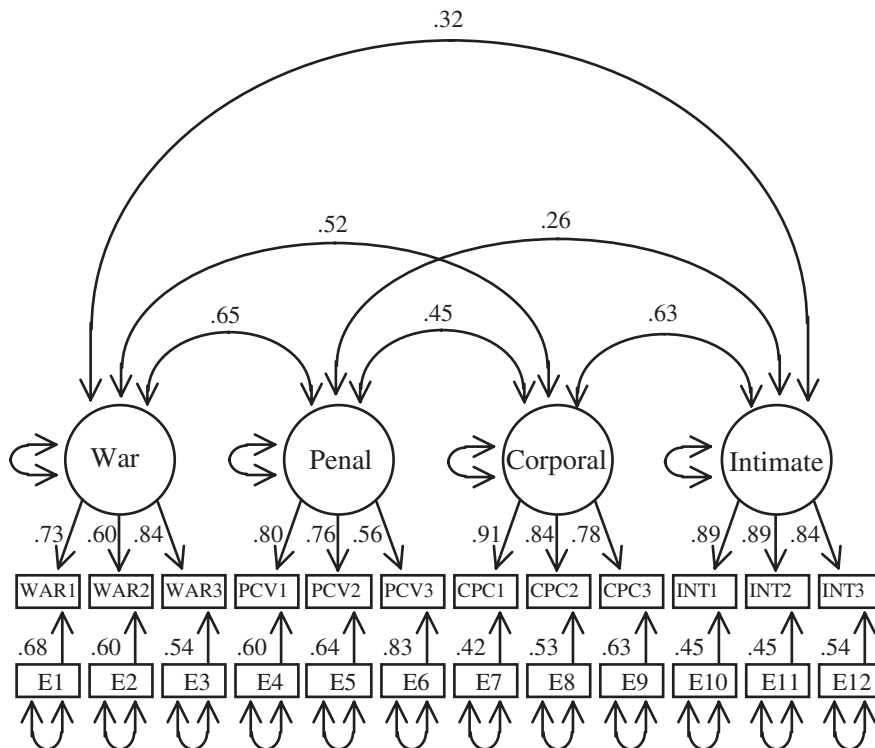 .32
.52 .26
.65 .45 .63
War Penal Corporal Intimate
.73 .60 .84 .80 .76 .56 .91 .84 .78 .89 .89 .84
WAR1 WAR2 WAR3 PCV1 PCV2 PCV3 CPC1 CPC2 CPC3 INT1 INT2 INT3
.68 .60 .54 .60 .64 .83 .42 .53 .63 .45 .45 .54
E1 E2 E3 E4 E5 E6 E7 E8 E9 E10 E11 E12